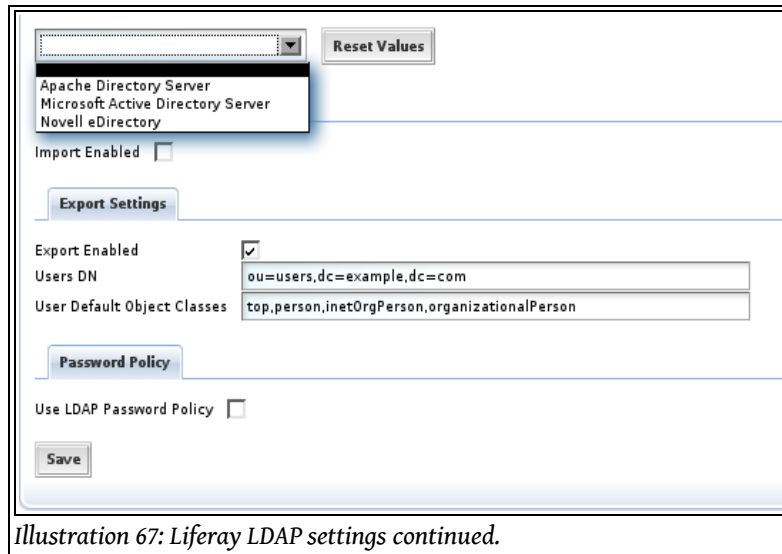 Reset Values
Apache Directory Server
Microsoft Active Directory Server
Novell eDirectory
Import Enabled
Export Settings
Export Enabled
Users DN ou=users,dc=example,dc=com
User Default Object Classes top,person,inetOrgPerson,organizationalPerson
Password Policy
Use LDAP Password Policy
Save
Illustration 67: Liferay LDAP settings continued.